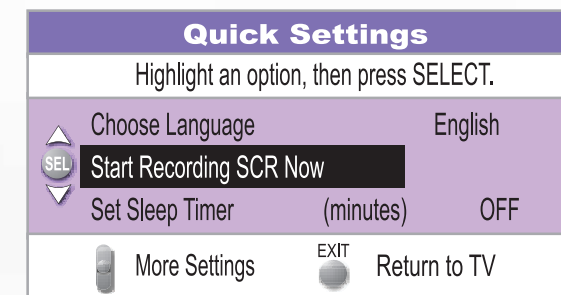 Quick Settings
Highlight an option, then press SELECT.
Choose Language English
SEL
Start Recording SCR Now
Set Sleep Timer (minutes) OFF
More Settings EXIT Return to TV